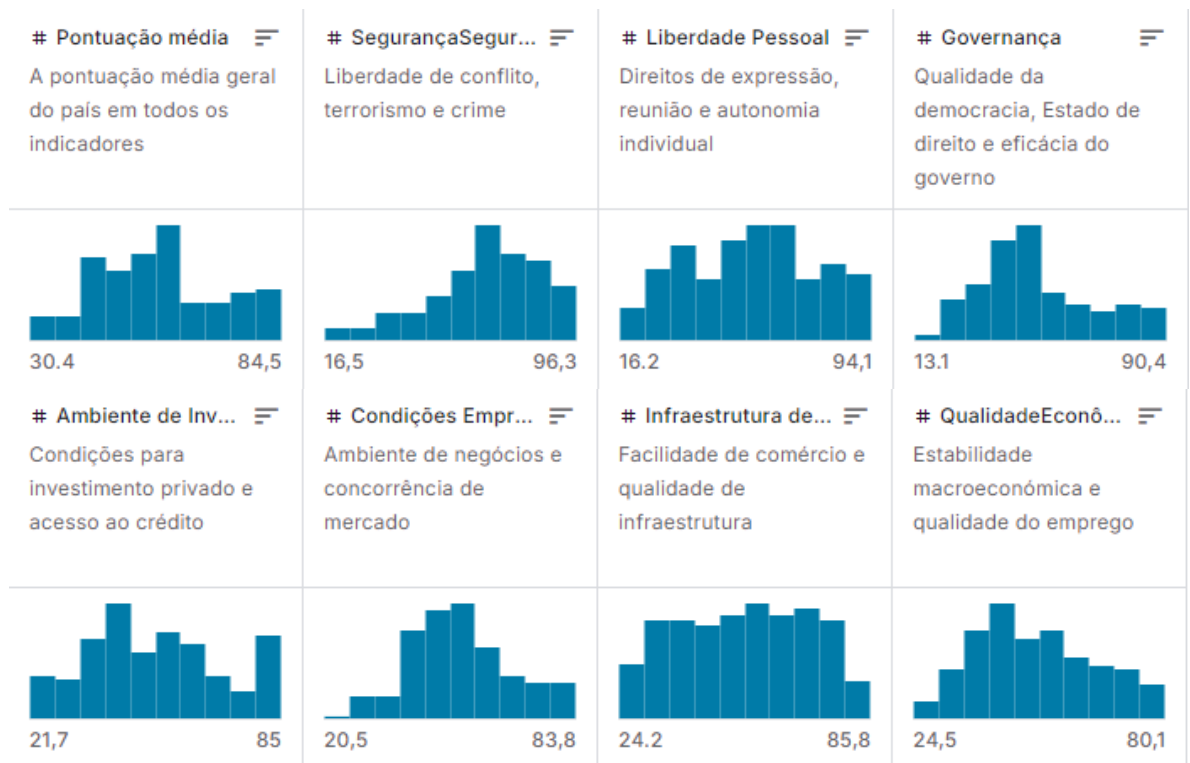 # Pontuação média
A pontuação média geral
do país em todos os
indicadores
30.4 84,5
# SegurançaSegur...
Liberdade de conflito,
terrorismo e crime
16,5 96,3
# Liberdade Pessoal
Direitos de expressão,
reunião e autonomia
individual
16.2 94,1
# Governança
Qualidade da
democracia, Estado de
direito e eficácia do
governo
13.1 90,4
# Ambiente de Inv...
Condições para
investimento privado e
acesso ao crédito
21,7 85
# Condições Empr...
Ambiente de negócios e
concorrência de
mercado
20,5 83,8
# Infraestrutura de...
Facilidade de comércio e
qualidade de
infraestrutura
24.2 85,8
# QualidadeEconô...
Estabilidade
macroeconómica e
qualidade do emprego
24,5 80,1